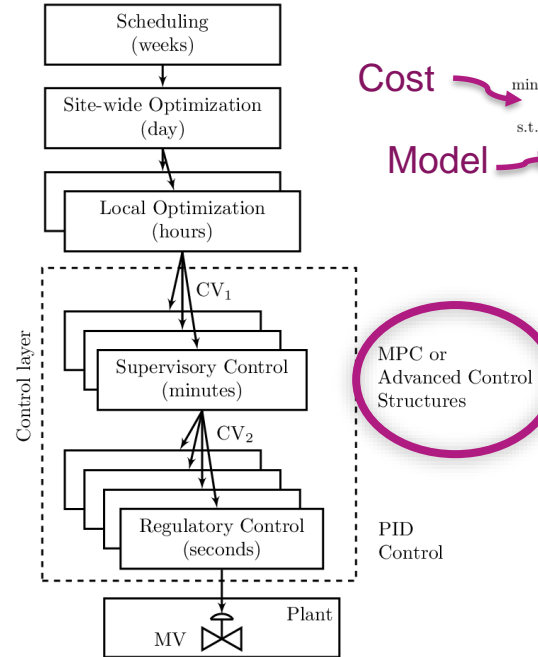 Scheduling
(weeks)
Site-wide Optimization
(day)
Cost
min
s.t.
Model
Local Optimization
(hours)
CV₁
Control layer
Supervisory Control
(minutes)
MPC or
Advanced Control
Structures
CV₂
Regulatory Control
(seconds)
PID
Control
Plant
MV